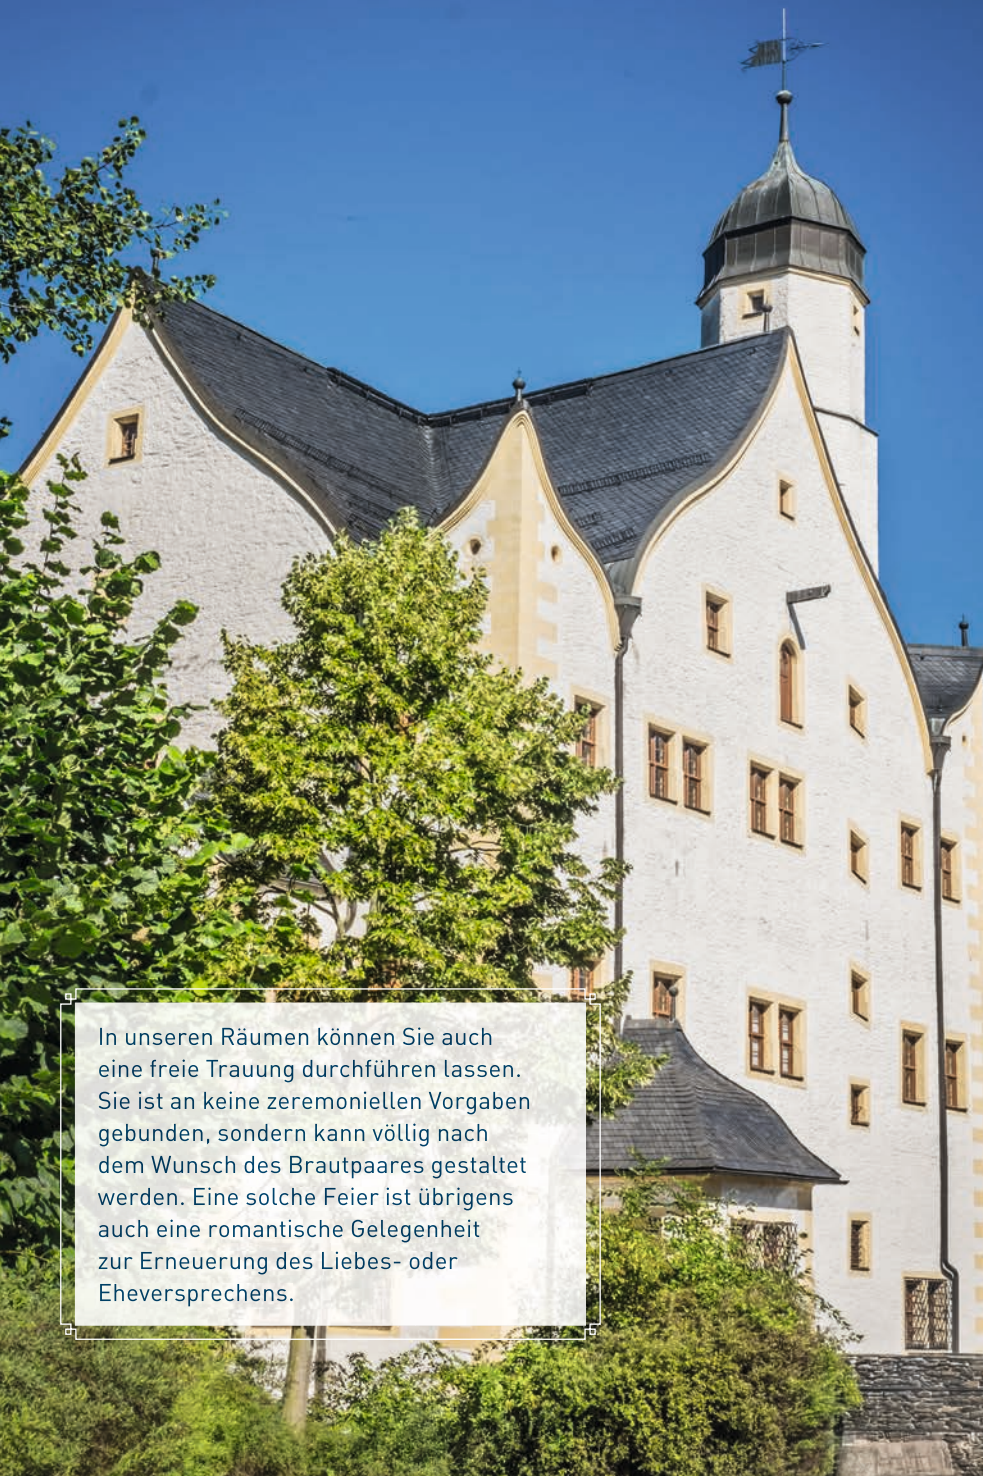 In unseren Räumen können Sie auch
eine freie Trauung durchführen lassen.
Sie ist an keine zeremoniellen Vorgaben
gebunden, sondern kann völlig nach
dem Wunsch des Brautpaares gestaltet
werden. Eine solche Feier ist übrigens
auch eine romantische Gelegenheit
zur Erneuerung des Liebes- oder
Eheversprechens.